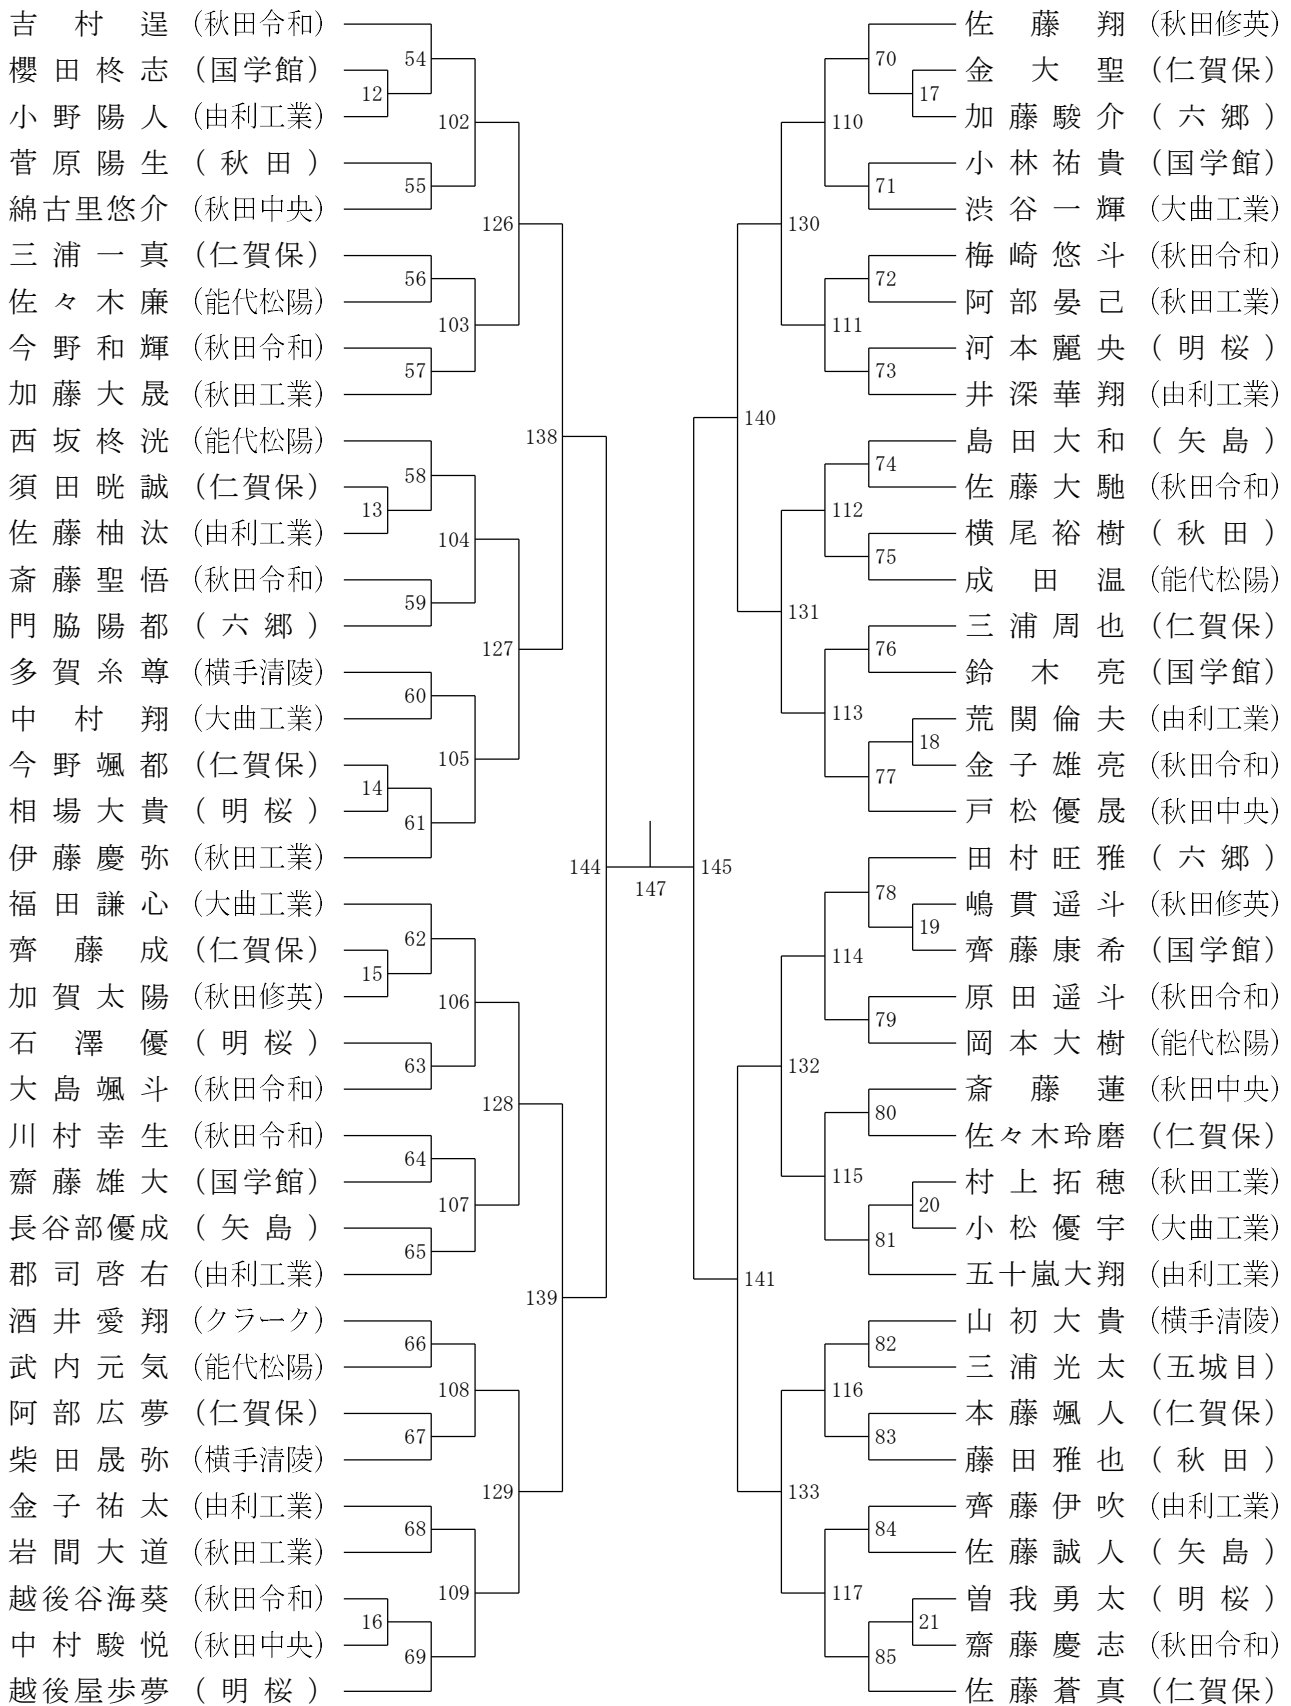 吉村逞 (秋田令和)
櫻田柊志 (国学館)
小野陽人 (由利工業)
菅原陽生 (秋田)
綿古里悠介 (秋田中央)
三浦一真 (仁賀保)
佐々木廉 (能代松陽)
今野和輝 (秋田令和)
加藤大晟 (秋田工業)
西坂柊洸 (能代松陽)
須田晄誠 (仁賀保)
佐藤柚汰 (由利工業)
斎藤聖悟 (秋田令和)
門脇陽都 (六郷)
多賀糸尊 (横手清陵)
中村翔 (大曲工業)
今野颯都 (仁賀保)
相場大貴 (明桜)
伊藤慶弥 (秋田工業)
福田謙心 (大曲工業)
齊藤成 (仁賀保)
加賀太陽 (秋田修英)
石澤優 (明桜)
大島颯斗 (秋田令和)
川村幸生 (秋田令和)
齋藤雄大 (国学館)
長谷部優成 (矢島)
郡司啓右 (由利工業)
酒井愛翔 (クラーク)
武内元気 (能代松陽)
阿部広夢 (仁賀保)
柴田晟弥 (横手清陵)
金子祐太 (由利工業)
岩間大道 (秋田工業)
越後谷海葵 (秋田令和)
中村駿悦 (秋田中央)
越後屋歩夢 (明桜)
12
13
14
15
16
54
55
56
57
58
59
60
61
62
63
64
65
66
67
68
69
102
103
104
105
106
107
108
109
126
127
128
129
138
139
144
147
145
140
141
130
131
132
133
110
111
112
113
114
115
116
117
70
71
72
73
74
75
76
77
78
79
80
81
82
83
84
85
17
18
19
20
21
佐藤翔 (秋田修英)
金大聖 (仁賀保)
加藤駿介 (六郷)
小林祐貴 (国学館)
渋谷一輝 (大曲工業)
梅崎悠斗 (秋田令和)
阿部晏己 (秋田工業)
河本麗央 (明桜)
井深華翔 (由利工業)
島田大和 (矢島)
佐藤大馳 (秋田令和)
横尾裕樹 (秋田)
成田温 (能代松陽)
三浦周也 (仁賀保)
鈴木亮 (国学館)
荒関倫夫 (由利工業)
金子雄亮 (秋田令和)
戸松優晟 (秋田中央)
田村旺雅 (六郷)
嶋貫遥斗 (秋田修英)
齊藤康希 (国学館)
原田遥斗 (秋田令和)
岡本大樹 (能代松陽)
斎藤蓮 (秋田中央)
佐々木玲磨 (仁賀保)
村上拓穂 (秋田工業)
小松優宇 (大曲工業)
五十嵐大翔 (由利工業)
山初大貴 (横手清陵)
三浦光太 (五城目)
本藤颯人 (仁賀保)
藤田雅也 (秋田)
齊藤伊吹 (由利工業)
佐藤誠人 (矢島)
曽我勇太 (明桜)
齋藤慶志 (秋田令和)
佐藤蒼真 (仁賀保)